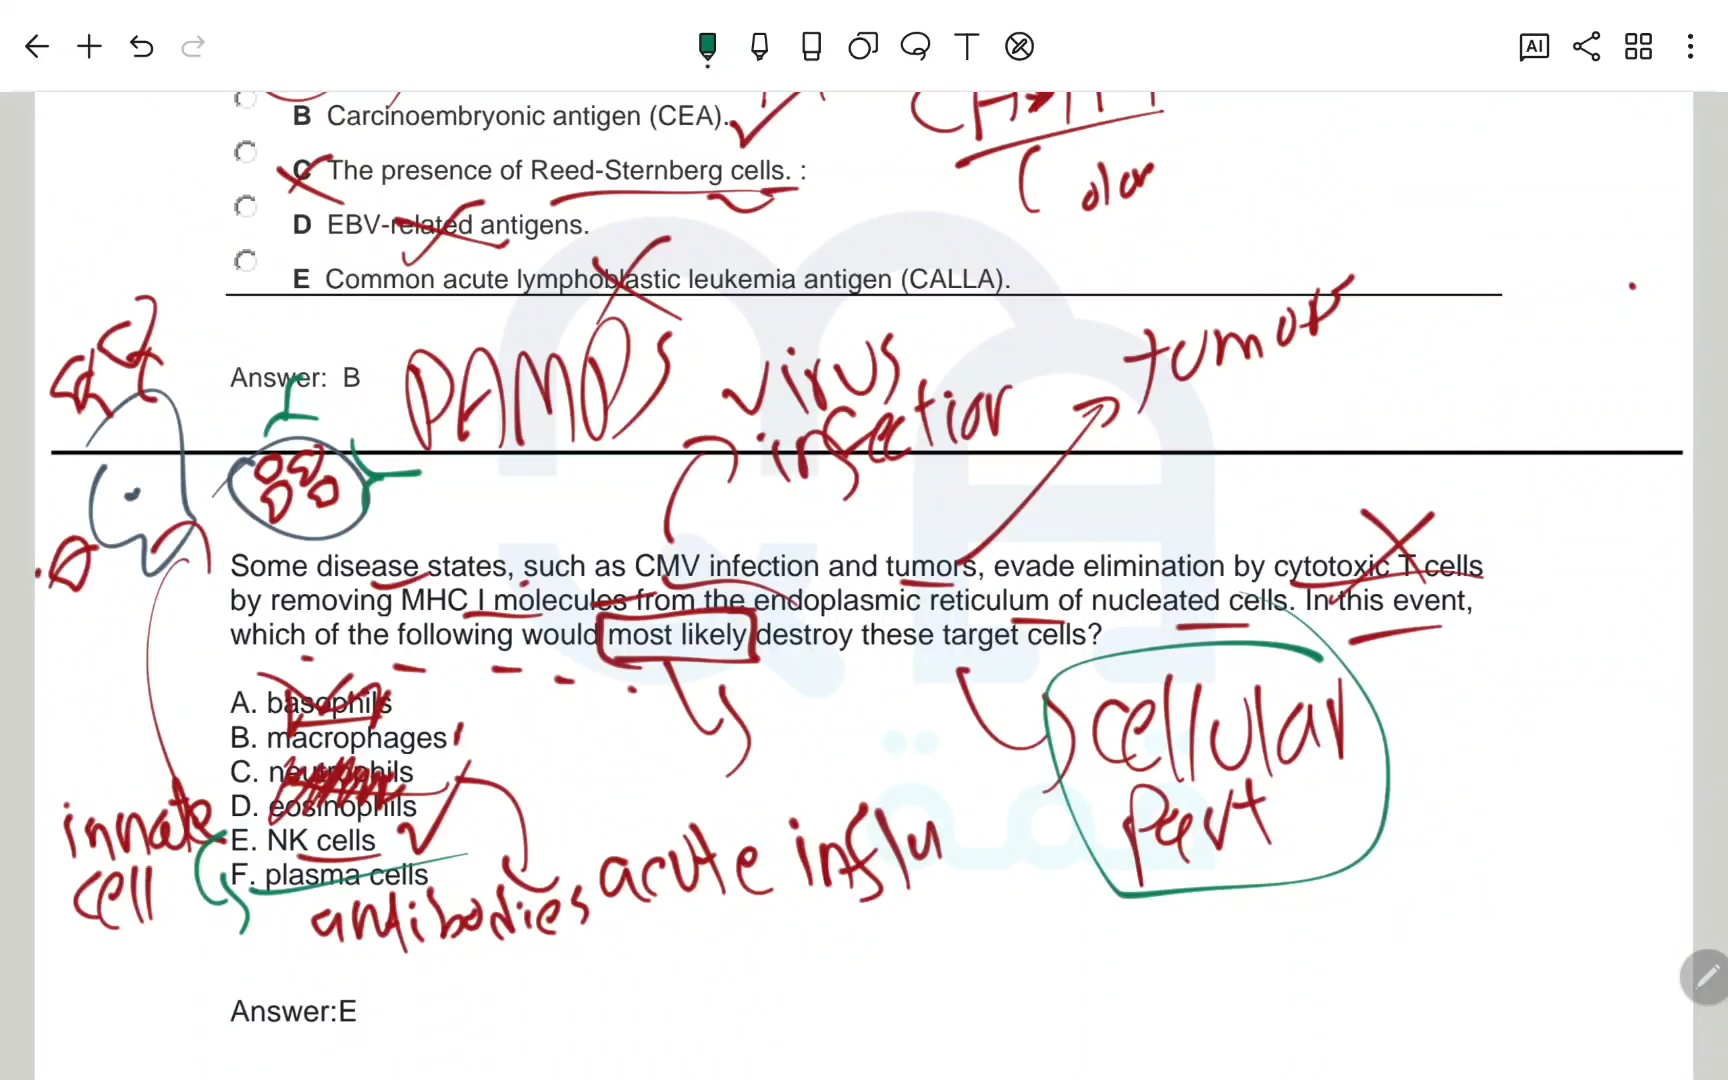 AI
B Carcinoembryonic antigen (CEA).
C The presence of Reed-Sternberg cells. :
D EBV-related antigens.
E Common acute lymphoblastic leukemia antigen (CALLA).
Answer: B
PAMPs
virus
infection
tumor
Some disease states, such as CMV infection and tumors, evade elimination by cytotoxic T cells
by removing MHC I molecules from the endoplasmic reticulum of nucleated cells. In this event,
which of the following would most likely destroy these target cells?
A. basophils
B. macrophages
C. neutrophils
D. eosinophils
E. NK cells
F. plasma cells
innate
cell
antibodies
acute
cellular
part
Answer:E